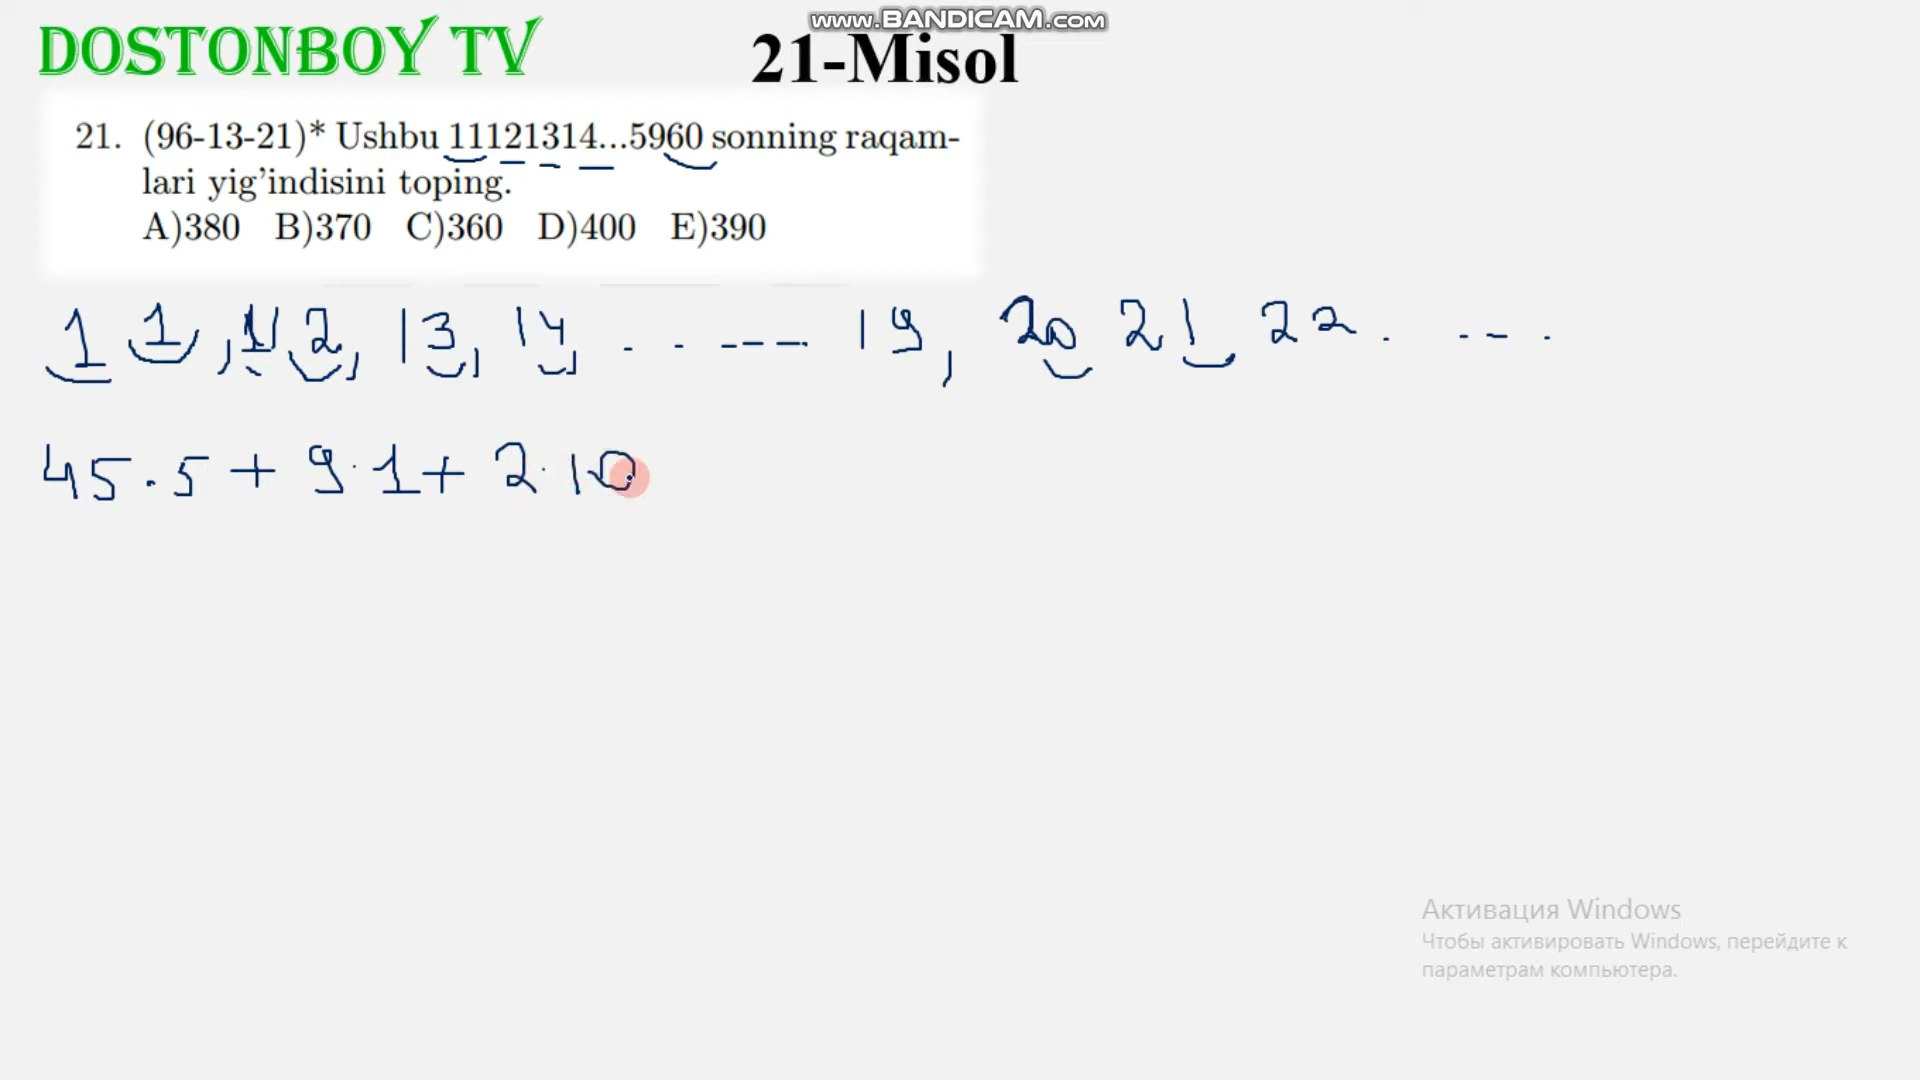 www.BANDICAM.com
DOSTONBOY TV
21-Misol
21. (96-13-21)* Ushbu 11121314...5960 sonning raqam-
lari yig’indisini toping.
A)380 B)370 C)360 D)400 E)390
1 1, 1 2, 13, 14, . . --- . 19, 20 21 22 . -- .
45·5 + 9·1 + 2·10
Активация Windows
Чтобы активировать Windows, перейдите к
параметрам компьютера.